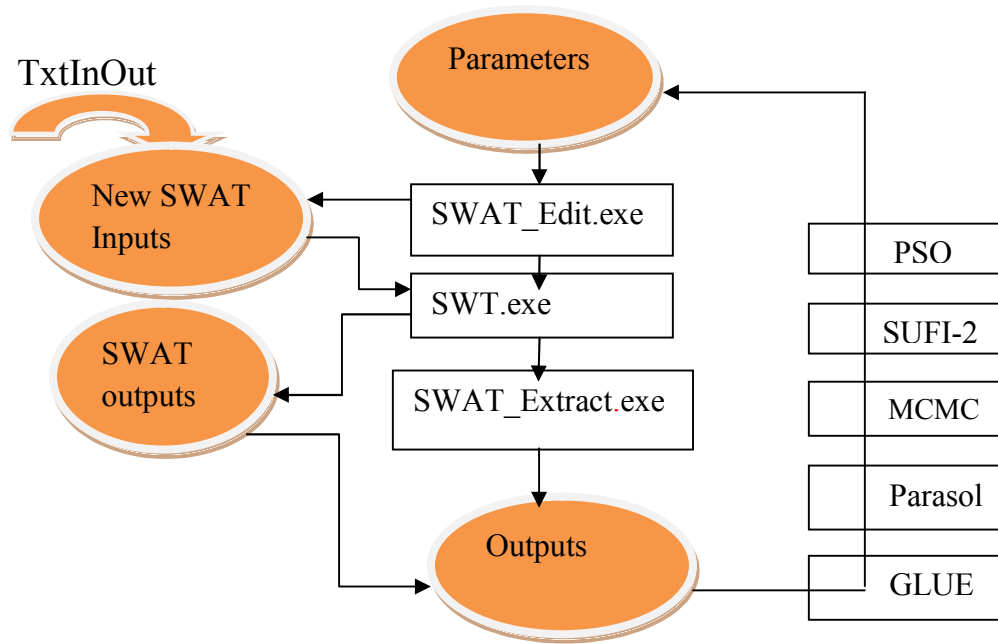 TxtInOut
Parameters
New SWAT
Inputs
SWAT_Edit.exe
SWT.exe
SWAT
outputs
SWAT_Extract.exe
Outputs
PSO
SUFI-2
MCMC
Parasol
GLUE